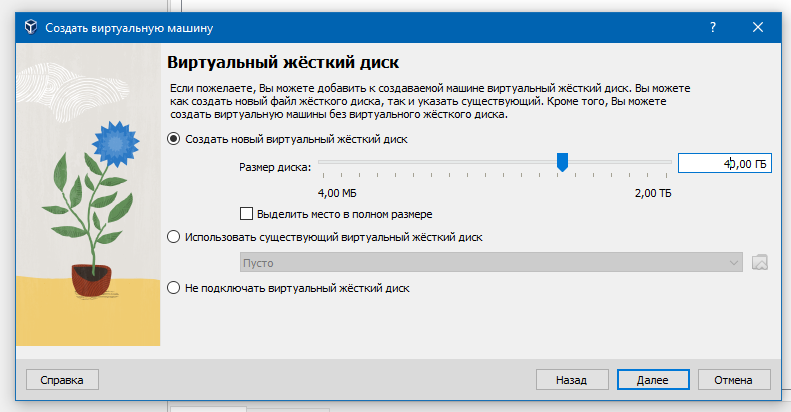 Создать виртуальную машину
Виртуальный жёсткий диск
Если пожелаете, Вы можете добавить к создаваемой машине виртуальный жёсткий диск. Вы можете
как создать новый файл жёсткого диска, так и указать существующий. Кроме того, Вы можете
создать виртуальную машину без виртуального жёсткого диска.
Создать новый виртуальный жёсткий диск
Размер диска: 40,00 ГБ
4,00 МБ 2,00 ТБ
Выделить место в полном размере
Использовать существующий виртуальный жёсткий диск
Пусто
Не подключать виртуальный жёсткий диск
Справка Назад Далее Отмена